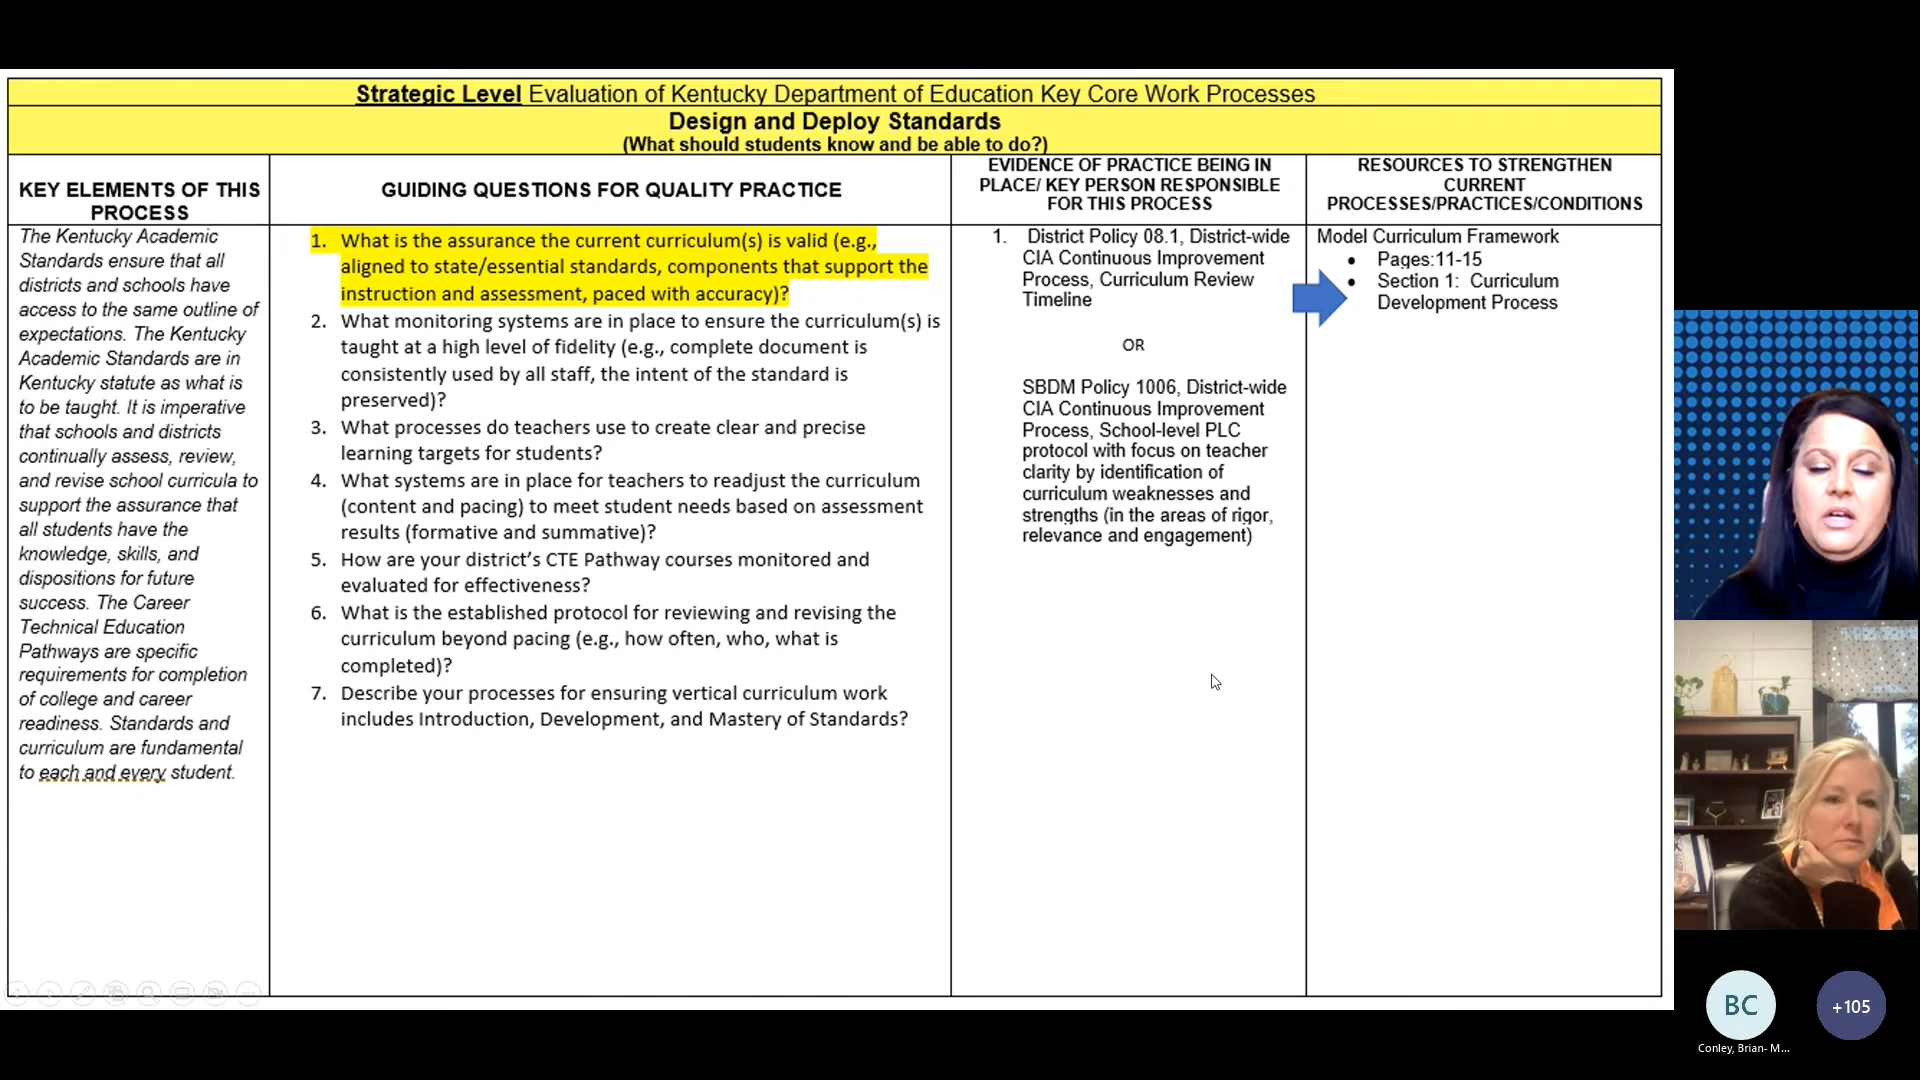 Strategic Level Evaluation of Kentucky Department of Education Key Core Work Processes
Design and Deploy Standards
(What should students know and be able to do?)
KEY ELEMENTS OF THIS
PROCESS
GUIDING QUESTIONS FOR QUALITY PRACTICE
EVIDENCE OF PRACTICE BEING IN
PLACE/ KEY PERSON RESPONSIBLE
FOR THIS PROCESS
RESOURCES TO STRENGTHEN
CURRENT
PROCESSES/PRACTICES/CONDITIONS
The Kentucky Academic
Standards ensure that all
districts and schools have
access to the same outline of
expectations. The Kentucky
Academic Standards are in
Kentucky statute as what is
to be taught. It is imperative
that schools and districts
continually assess, review,
and revise school curricula to
support the assurance that
all students have the
knowledge, skills, and
dispositions for future
success. The Career
Technical Education
Pathways are specific
requirements for completion
of college and career
readiness. Standards and
curriculum are fundamental
to each and every student.
1. What is the assurance the current curriculum(s) is valid (e.g.,
aligned to state/essential standards, components that support the
instruction and assessment, paced with accuracy)?
2. What monitoring systems are in place to ensure the curriculum(s) is
taught at a high level of fidelity (e.g., complete document is
consistently used by all staff, the intent of the standard is
preserved)?
3. What processes do teachers use to create clear and precise
learning targets for students?
4. What systems are in place for teachers to readjust the curriculum
(content and pacing) to meet student needs based on assessment
results (formative and summative)?
5. How are your district's CTE Pathway courses monitored and
evaluated for effectiveness?
6. What is the established protocol for reviewing and revising the
curriculum beyond pacing (e.g., how often, who, what is
completed)?
7. Describe your processes for ensuring vertical curriculum work
includes Introduction, Development, and Mastery of Standards?
1. District Policy 08.1, District-wide
CIA Continuous Improvement
Process, Curriculum Review
Timeline
OR
SBDM Policy 1006, District-wide
CIA Continuous Improvement
Process, School-level PLC
protocol with focus on teacher
clarity by identification of
curriculum weaknesses and
strengths (in the areas of rigor,
relevance and engagement)
Model Curriculum Framework
• Pages:11-15
• Section 1: Curriculum
Development Process
BC
+105
Conley, Brian- M...